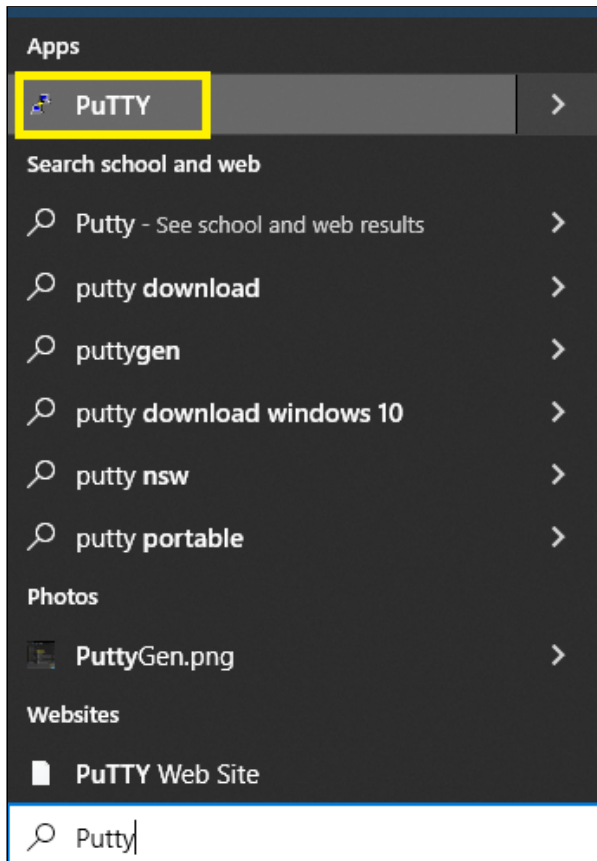 Apps
PuTTY
Search school and web
Putty - See school and web results
putty download
puttygen
putty download windows 10
putty nsw
putty portable
Photos
PuttyGen.png
Websites
PuTTY Web Site
Putty